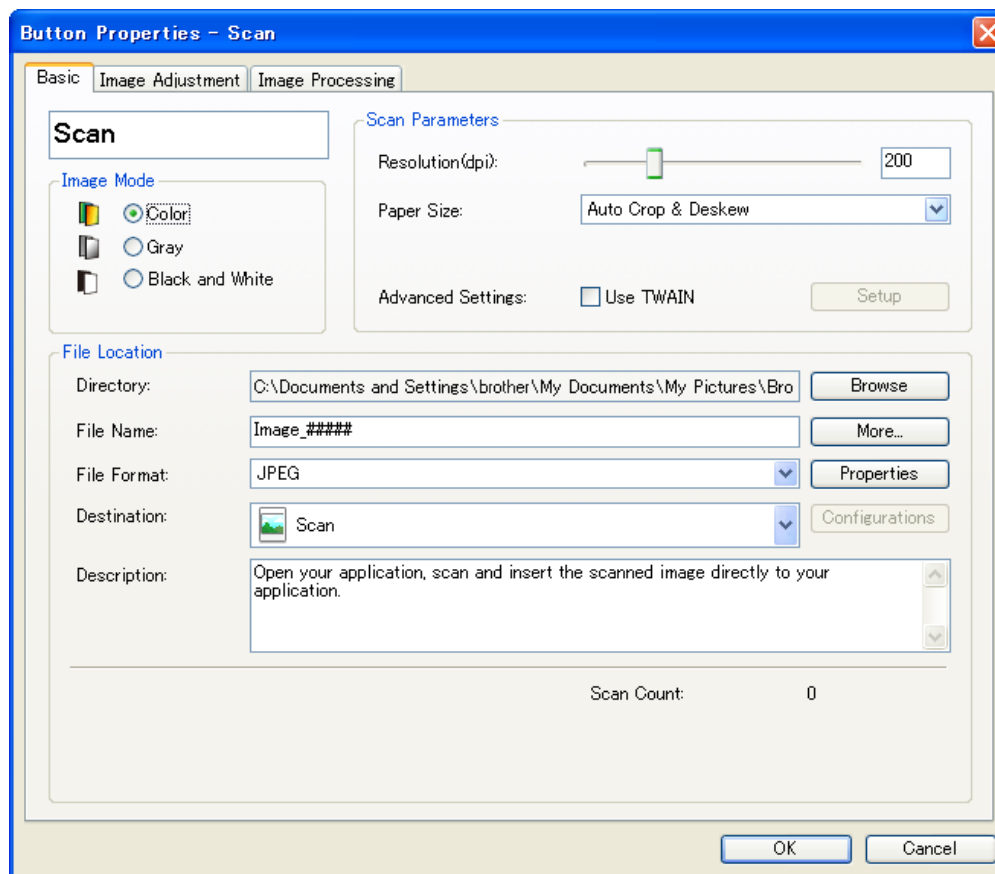 Button Properties - Scan
Basic Image Adjustment Image Processing
Scan
Image Mode
Color
Gray
Black and White
Scan Parameters
Resolution(dpi): 200
Paper Size: Auto Crop & Deskew
Advanced Settings: Use TWAIN Setup
File Location
Directory: C:\Documents and Settings\brother\My Documents\My Pictures\Bro Browse
File Name: Image_##### More...
File Format: JPEG Properties
Destination: Scan Configurations
Description: Open your application, scan and insert the scanned image directly to your
application.
Scan Count: 0
OK Cancel